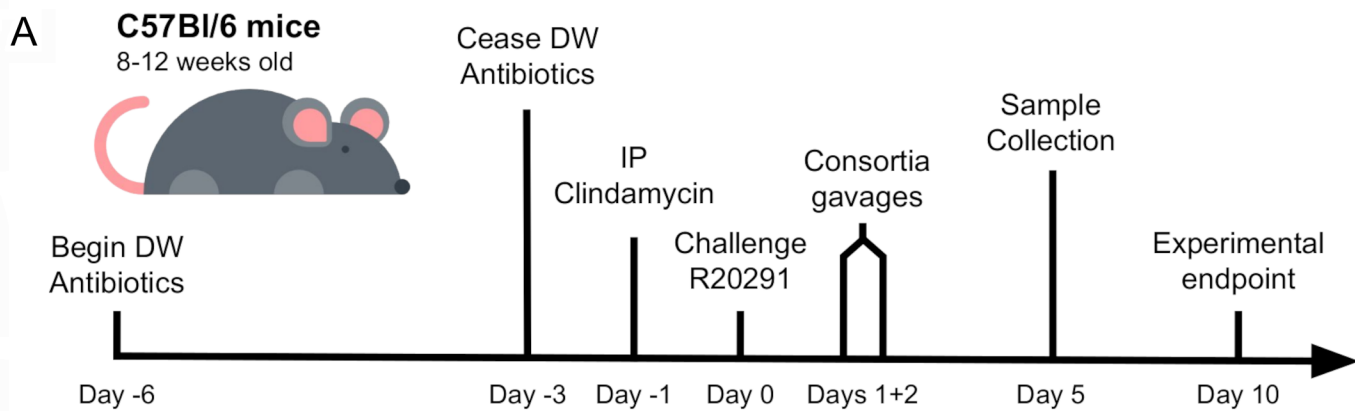 A
C57Bl/6 mice
8-12 weeks old
Begin DW
Antibiotics
Cease DW
Antibiotics
IP
Clindamycin
Challenge
R20291
Consortia
gavages
Sample
Collection
Experimental
endpoint
Day -6
Day -3
Day -1
Day 0
Days 1+2
Day 5
Day 10